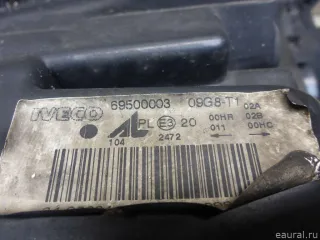 IVECO 69500003 09G8-T1 02A
AL PL E3 20 00HR 02B
011 00HC
104 2472
eaural.ru